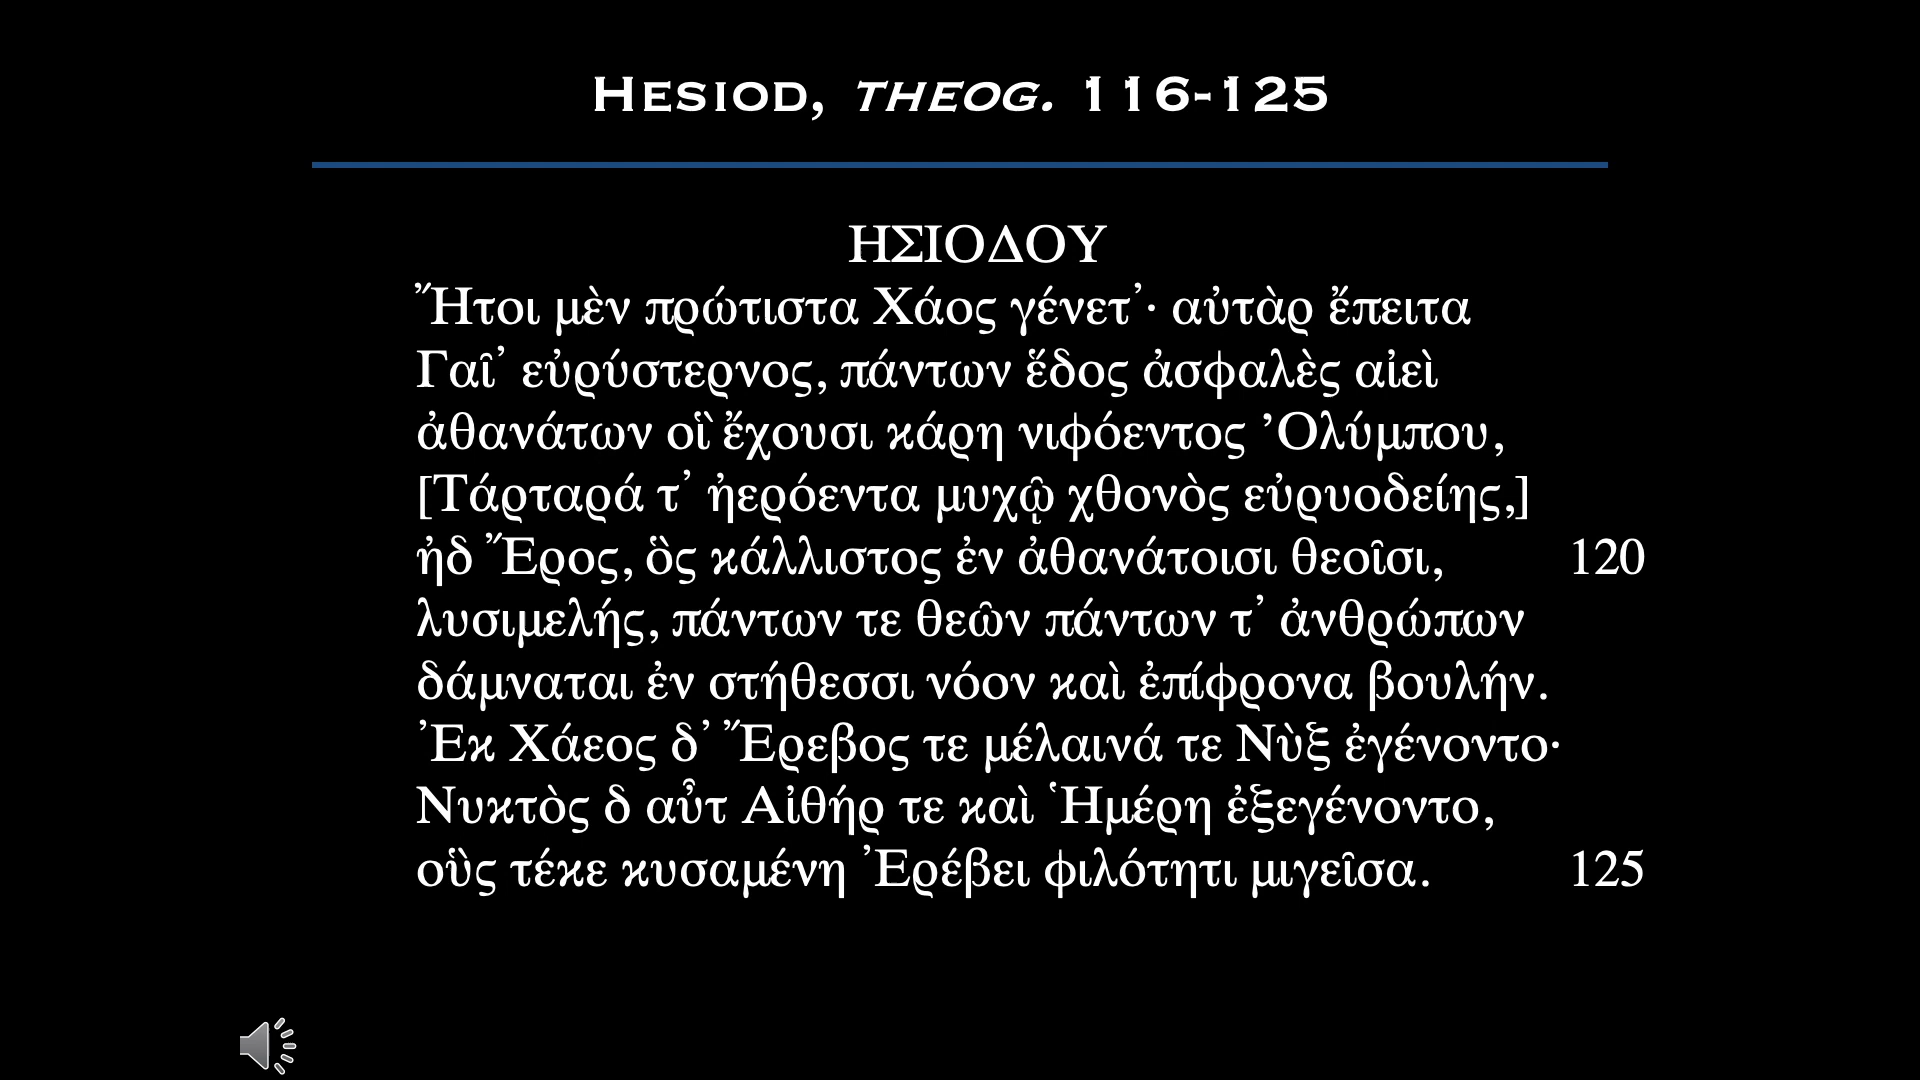 Hesiod, theog. 116-125
ΗΣΙΟΔΟΥ
Ἤτοι μὲν πρώτιστα Χάος γένετ᾽· αὐτὰρ ἔπειτα
Γαῖ᾽ εὐρύστερνος, πάντων ἕδος ἀσφαλὲς αἰεὶ
ἀθανάτων οἳ ἔχουσι κάρη νιφόεντος ᾽Ολύμπου,
[Τάρταρά τ᾽ ἠερόεντα μυχῷ χθονὸς εὐρυοδείης,]
ἠδ Ἔρος, ὃς κάλλιστος ἐν ἀθανάτοισι θεοῖσι, 120
λυσιμελής, πάντων τε θεῶν πάντων τ᾽ ἀνθρώπων
δάμναται ἐν στήθεσσι νόον καὶ ἐπίφρονα βουλήν.
Ἐκ Χάεος δ᾽ Ἔρεβος τε μέλαινά τε Νὺξ ἐγένοντο·
Νυκτὸς δ αὖτ Αἰθήρ τε καὶ Ἡμέρη ἐξεγένοντο,
οὓς τέκε κυσαμένη Ἐρέβει φιλότητι μιγεῖσα. 125